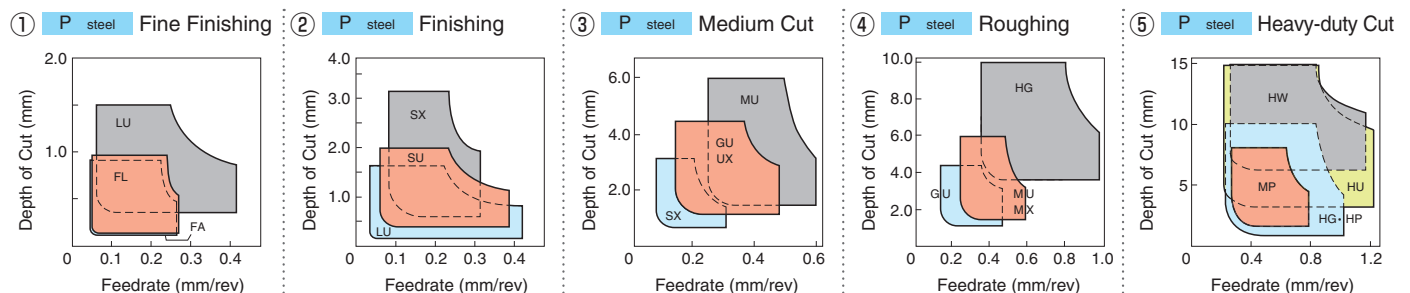 ① P steel Fine Finishing
Depth of Cut (mm)
2.0
1.0
0
0.1 0.2 0.3 0.4
LU
FL
FA
Feedrate (mm/rev)
② P steel Finishing
Depth of Cut (mm)
4.0
3.0
2.0
1.0
0
0.1 0.2 0.3 0.4
SX
SU
LU
Feedrate (mm/rev)
③ P steel Medium Cut
Depth of Cut (mm)
6.0
4.0
2.0
0
0.2 0.4 0.6
MU
GU
UX
SX
Feedrate (mm/rev)
④ P steel Roughing
Depth of Cut (mm)
10.0
8.0
6.0
4.0
2.0
0
0.2 0.4 0.6 0.8 1.0
HG
GU
MU
MX
Feedrate (mm/rev)
⑤ P steel Heavy-duty Cut
Depth of Cut (mm)
15
10
5
0
0.4 0.8 1.2
HW
MP
HU
HG・HP
Feedrate (mm/rev)